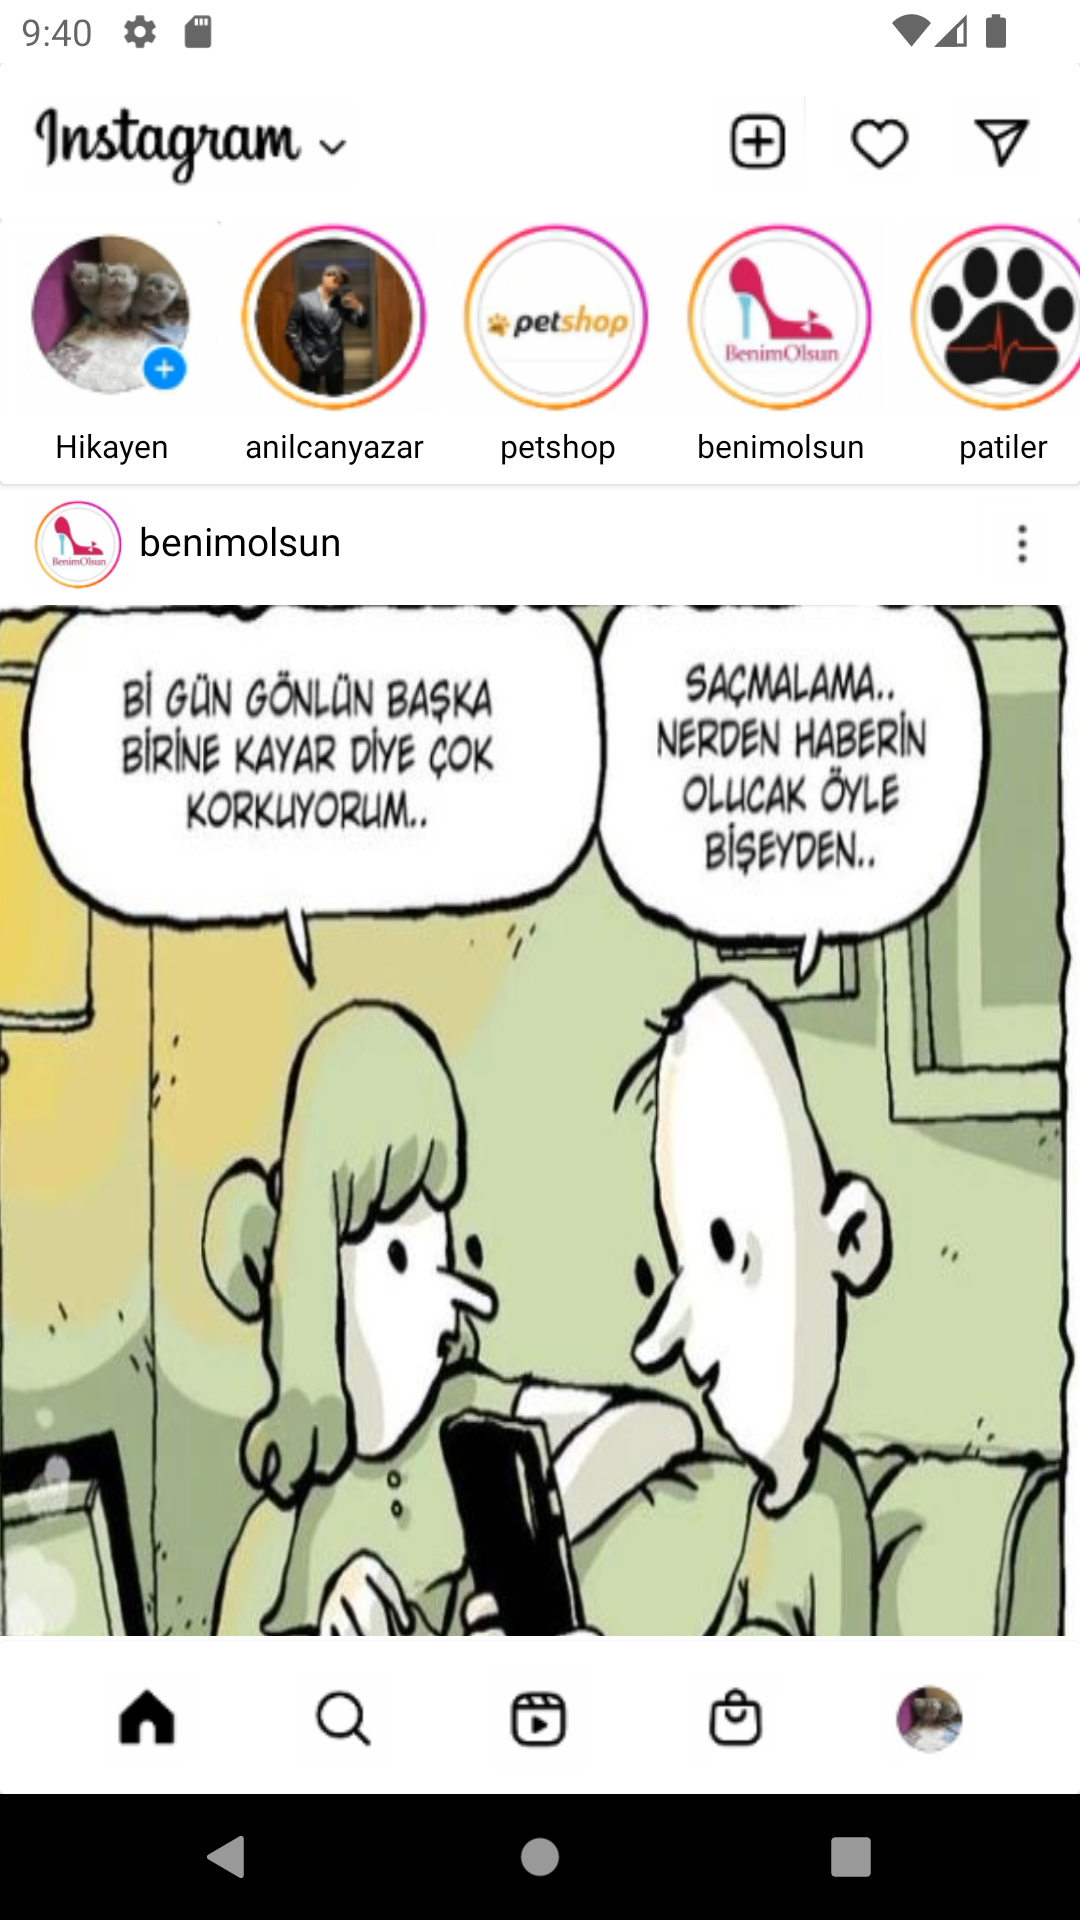 9:40
Instagram
petshop
BenimOlsun
Hikayen
anilcanyazar
petshop
benimolsun
patiler
BenimOlsun
benimolsun
Bİ GÜN GÖNLÜN BAŞKA
BİRİNE KAYAR DİYE ÇOK
KORKUYORUM..
SAÇMALAMA..
NERDEN HABERİN
OLUCAK ÖYLE
BİŞEYDEN..